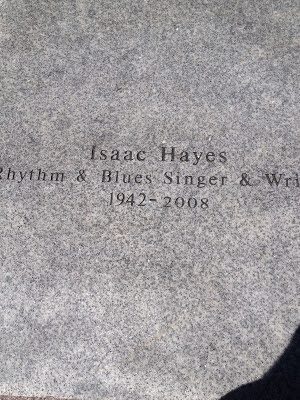 Isaac Hayes
Rhythm & Blues Singer & Wri
1942-2008